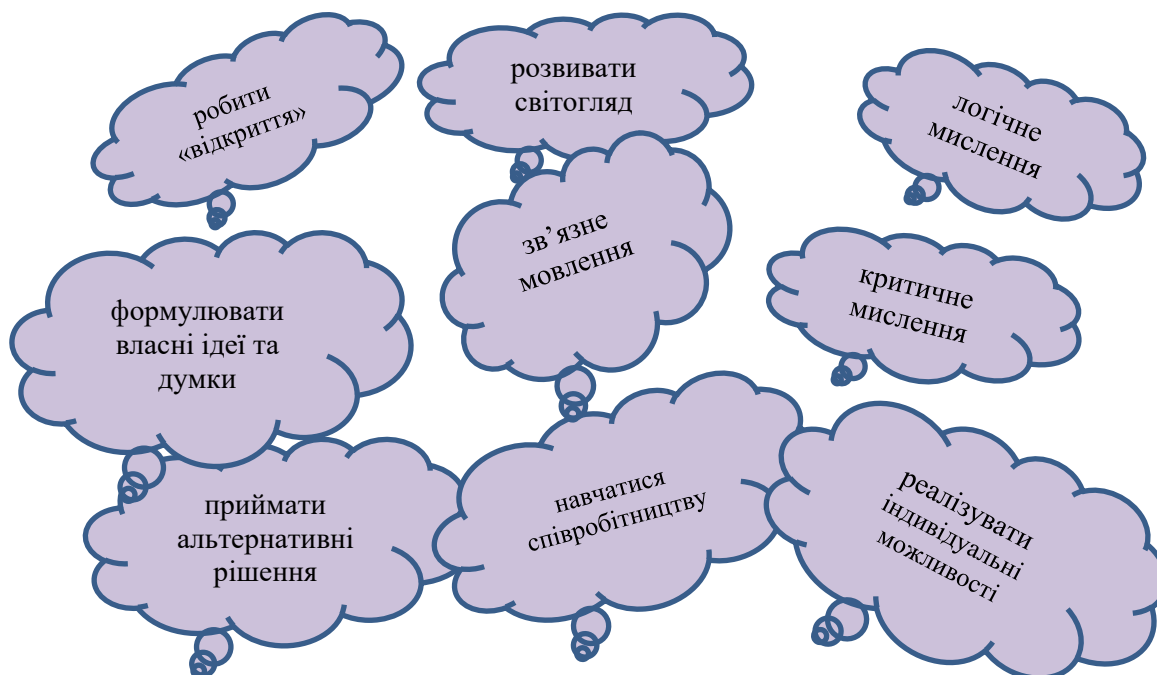 робити
«відкриття»
розвивати
світогляд
логічне
мислення
зв’язне
мовлення
критичне
мислення
формулювати
власні ідеї та
думки
приймати
альтернативні
рішення
навчатися
співробітництву
реалізувати
індивідуальні
можливості